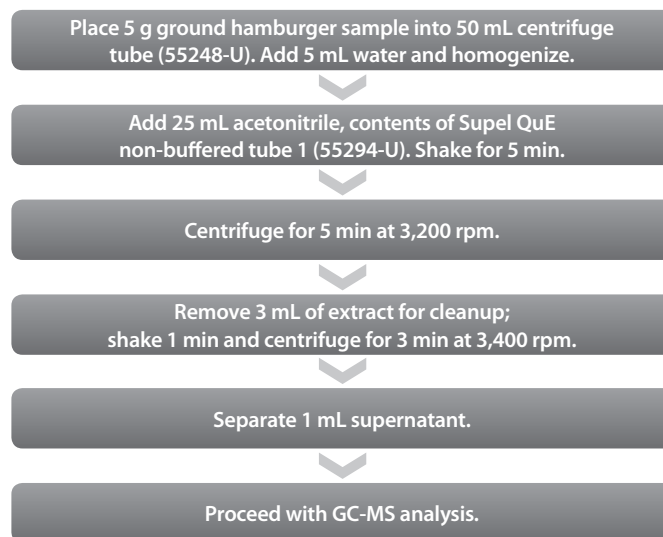 Place 5 g ground hamburger sample into 50 mL centrifuge
tube (55248-U). Add 5 mL water and homogenize.
Add 25 mL acetonitrile, contents of Supel QuE
non-buffered tube 1 (55294-U). Shake for 5 min.
Centrifuge for 5 min at 3,200 rpm.
Remove 3 mL of extract for cleanup;
shake 1 min and centrifuge for 3 min at 3,400 rpm.
Separate 1 mL supernatant.
Proceed with GC-MS analysis.